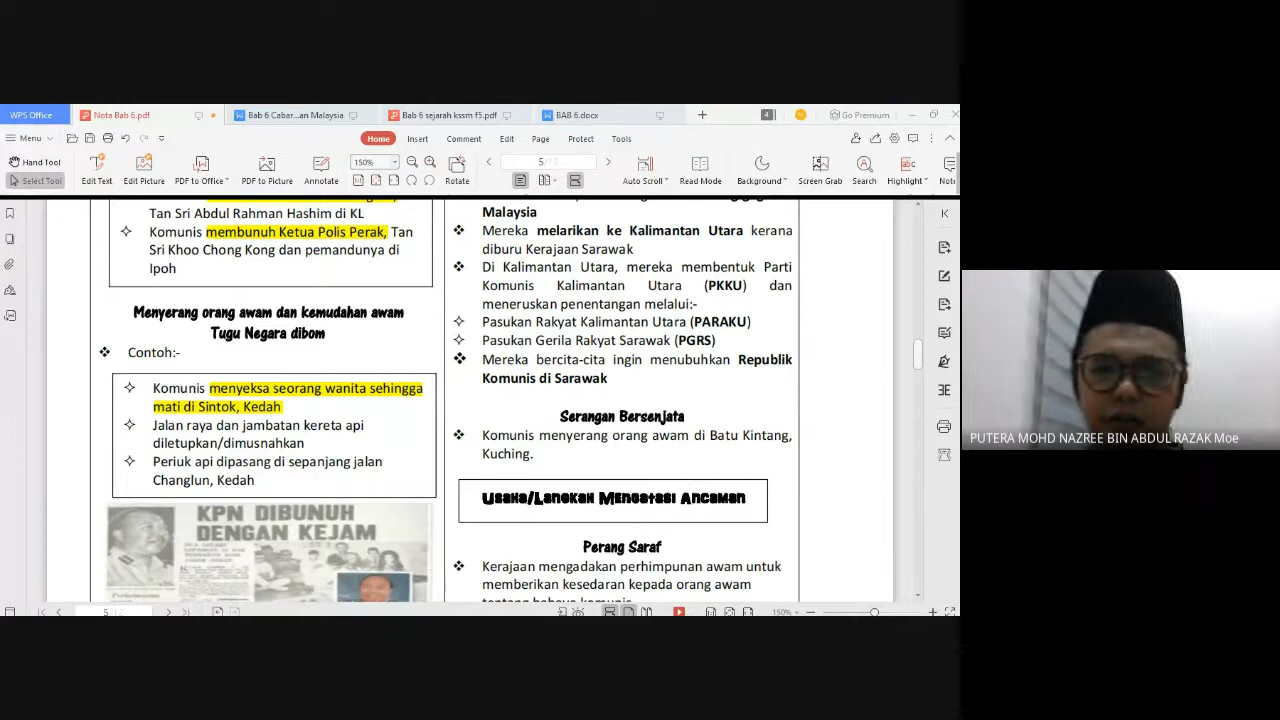 WPS Office
Nota Bab 6.pdf
Bab 6 Cabar...an Malaysia
Bab 6 sejarah kssm f5.pdf
BAB 6.docx
4
Go Premium
Menu
Home
Insert
Comment
Edit
Page
Protect
Tools
Hand Tool
Select Tool
Edit Text
Edit Picture
PDF to Office
PDF to Picture
Annotate
150%
Rotate
5/12
Auto Scroll
Read Mode
Background
Screen Grab
Search
Highlight
Tan Sri Abdul Rahman Hashim di KL
Komunis membunuh Ketua Polis Perak, Tan
Sri Khoo Chong Kong dan pemandunya di
Ipoh
Menyerang orang awam dan kemudahan awam
Tugu Negara dibom
Contoh:-
Komunis menyeksa seorang wanita sehingga
mati di Sintok, Kedah
Jalan raya dan jambatan kereta api
diletupkan/dimusnahkan
Periuk api dipasang di sepanjang jalan
Changlun, Kedah
KPN DIBUNUH
DENGAN KEJAM
Malaysia
Mereka melarikan ke Kalimantan Utara kerana
diburu Kerajaan Sarawak
Di Kalimantan Utara, mereka membentuk Parti
Komunis Kalimantan Utara (PKKU) dan
meneruskan penentangan melalui:-
Pasukan Rakyat Kalimantan Utara (PARAKU)
Pasukan Gerila Rakyat Sarawak (PGRS)
Mereka bercita-cita ingin menubuhkan Republik
Komunis di Sarawak
Serangan Bersenjata
Komunis menyerang orang awam di Batu Kintang,
Kuching.
Usaha/Langkah Mengatasi Ancaman
Perang Saraf
Kerajaan mengadakan perhimpunan awam untuk
memberikan kesedaran kepada orang awam
tentang bahaya komunis
5/12
150%
PUTERA MOHD NAZREE BIN ABDUL RAZAK Moe